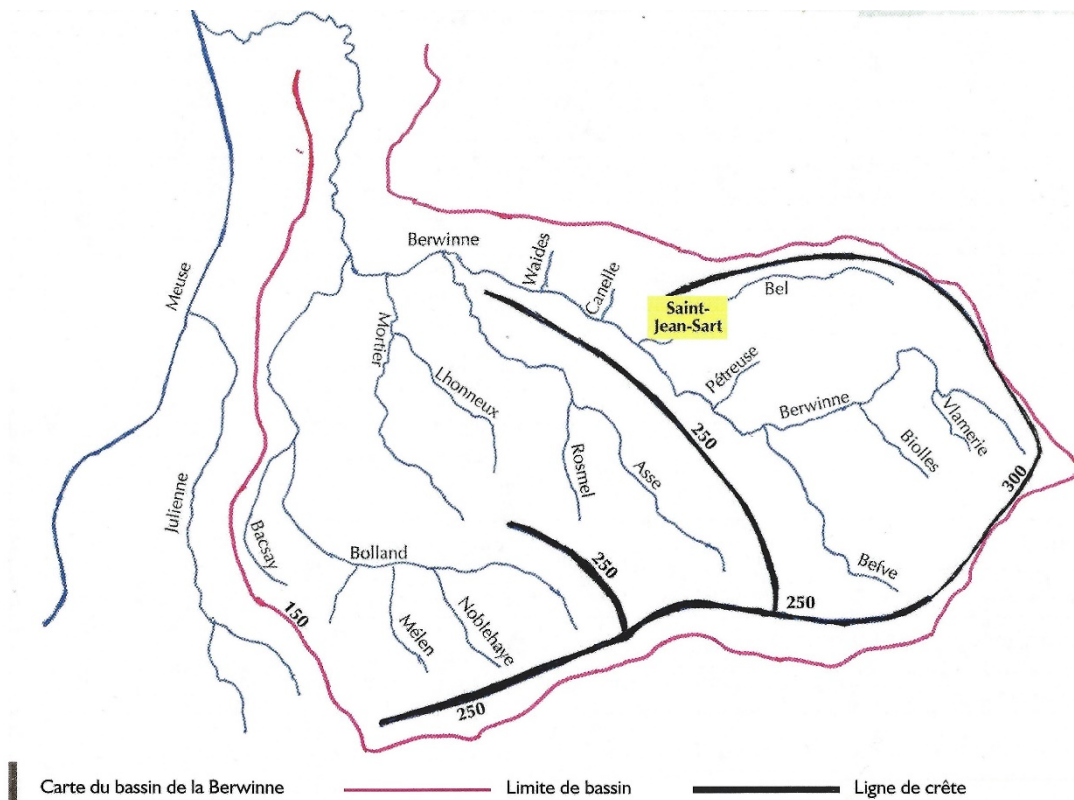 Berwinne
Waides
Canelle
Meuse
Saint-
Jean-Sart
Bel
Mortier
Lhonneux
Pétreuse
Berwinne
Vlamerie
Biolles
250
Rosmel
Asse
300
Julienne
Bacsay
Bolland
250
Befve
150
Mélen
Noblehaye
250
250
Carte du bassin de la Berwinne
Limite de bassin
Ligne de crête